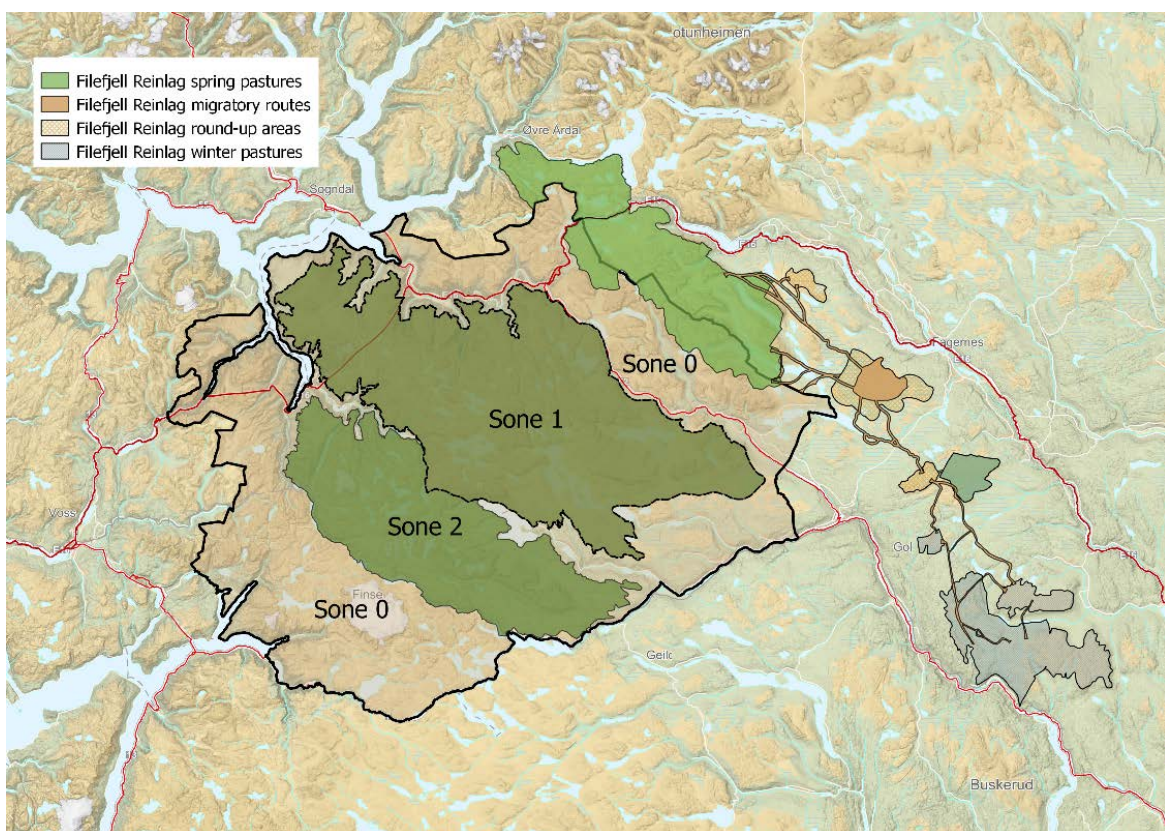 otunheimen
Filefjell Reinlag spring pastures
Filefjell Reinlag migratory routes
Filefjell Reinlag round-up areas
Filefjell Reinlag winter pastures
Øvre Årdal
Sogndal
Sone 0
Fagernes
Sone 1
Voss
Sone 2
Gol
Finse
Sone 0
Geilo
Buskerud